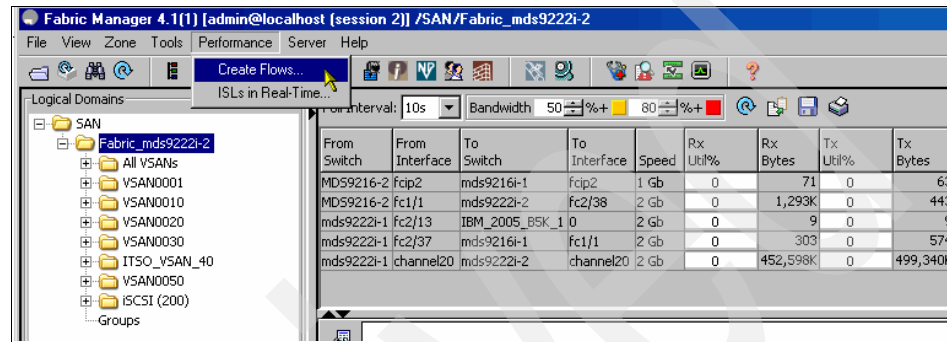 Fabric Manager 4.1(1) [admin@localhost (session 2)] /SAN/Fabric_mds9222i-2
File View Zone Tools Performance Server Help
Create Flows...
ISLs in Real-Time...
Logical Domains
Poll Interval: 10s Bandwidth 50 %+ 80 %+
SAN
Fabric_mds9222i-2
All VSANs
VSAN0001
VSAN0010
VSAN0020
VSAN0030
ITSO_VSAN_40
VSAN0050
iSCSI (200)
Groups
From Switch From Interface To Switch To Interface Speed Rx Util% Rx Bytes Tx Util% Tx Bytes
MDS9216-2 fcip2 mds9216i-1 fcip2 1 Gb 0 71 0 63
MDS9216-2 fc1/1 mds9222i-2 fc2/38 2 Gb 0 1,293K 0 443
mds9222i-1 fc2/13 IBM_2005_B5K_1 0 2 Gb 0 9 0 9
mds9222i-1 fc2/37 mds9216i-1 fc1/1 2 Gb 0 303 0 574
mds9222i-1 channel20 mds9222i-2 channel20 2 Gb 0 452,598K 0 499,340K